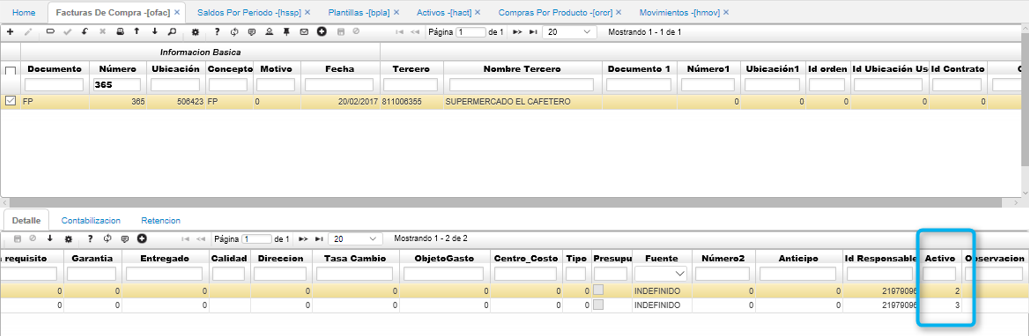 Home Facturas De Compra -[ofac] × Saldos Por Periodo -[hssp] × Plantillas -[bpla] × Activos -[hact] × Compras Por Producto -[orcr] × Movimientos -[hmov] ×
Página 1 de 1 20 Mostrando 1 - 1 de 1
Informacion Basica
Documento Número Ubicación Concepto Motivo Fecha Tercero Nombre Tercero Documento 1 Número1 Ubicación1 Id orden Id Ubicación Us Id Contrato
365
FP 365 506423 FP 0 20/02/2017 811006355 SUPERMERCADO EL CAFETERO 0 0 0 0 0
Detalle Contabilizacion Retencion
Página 1 de 1 20 Mostrando 1 - 2 de 2
requisito Garantia Entregado Calidad Direccion Tasa Cambio ObjetoGasto Centro_Costo Tipo Presupu Fuente Número2 Anticipo Id Responsable Activo Observacion
0 0 0 0 0 0 0 0 0 INDEFINIDO 0 0 21979096 2
0 0 0 0 0 0 0 0 0 INDEFINIDO 0 0 21979096 3